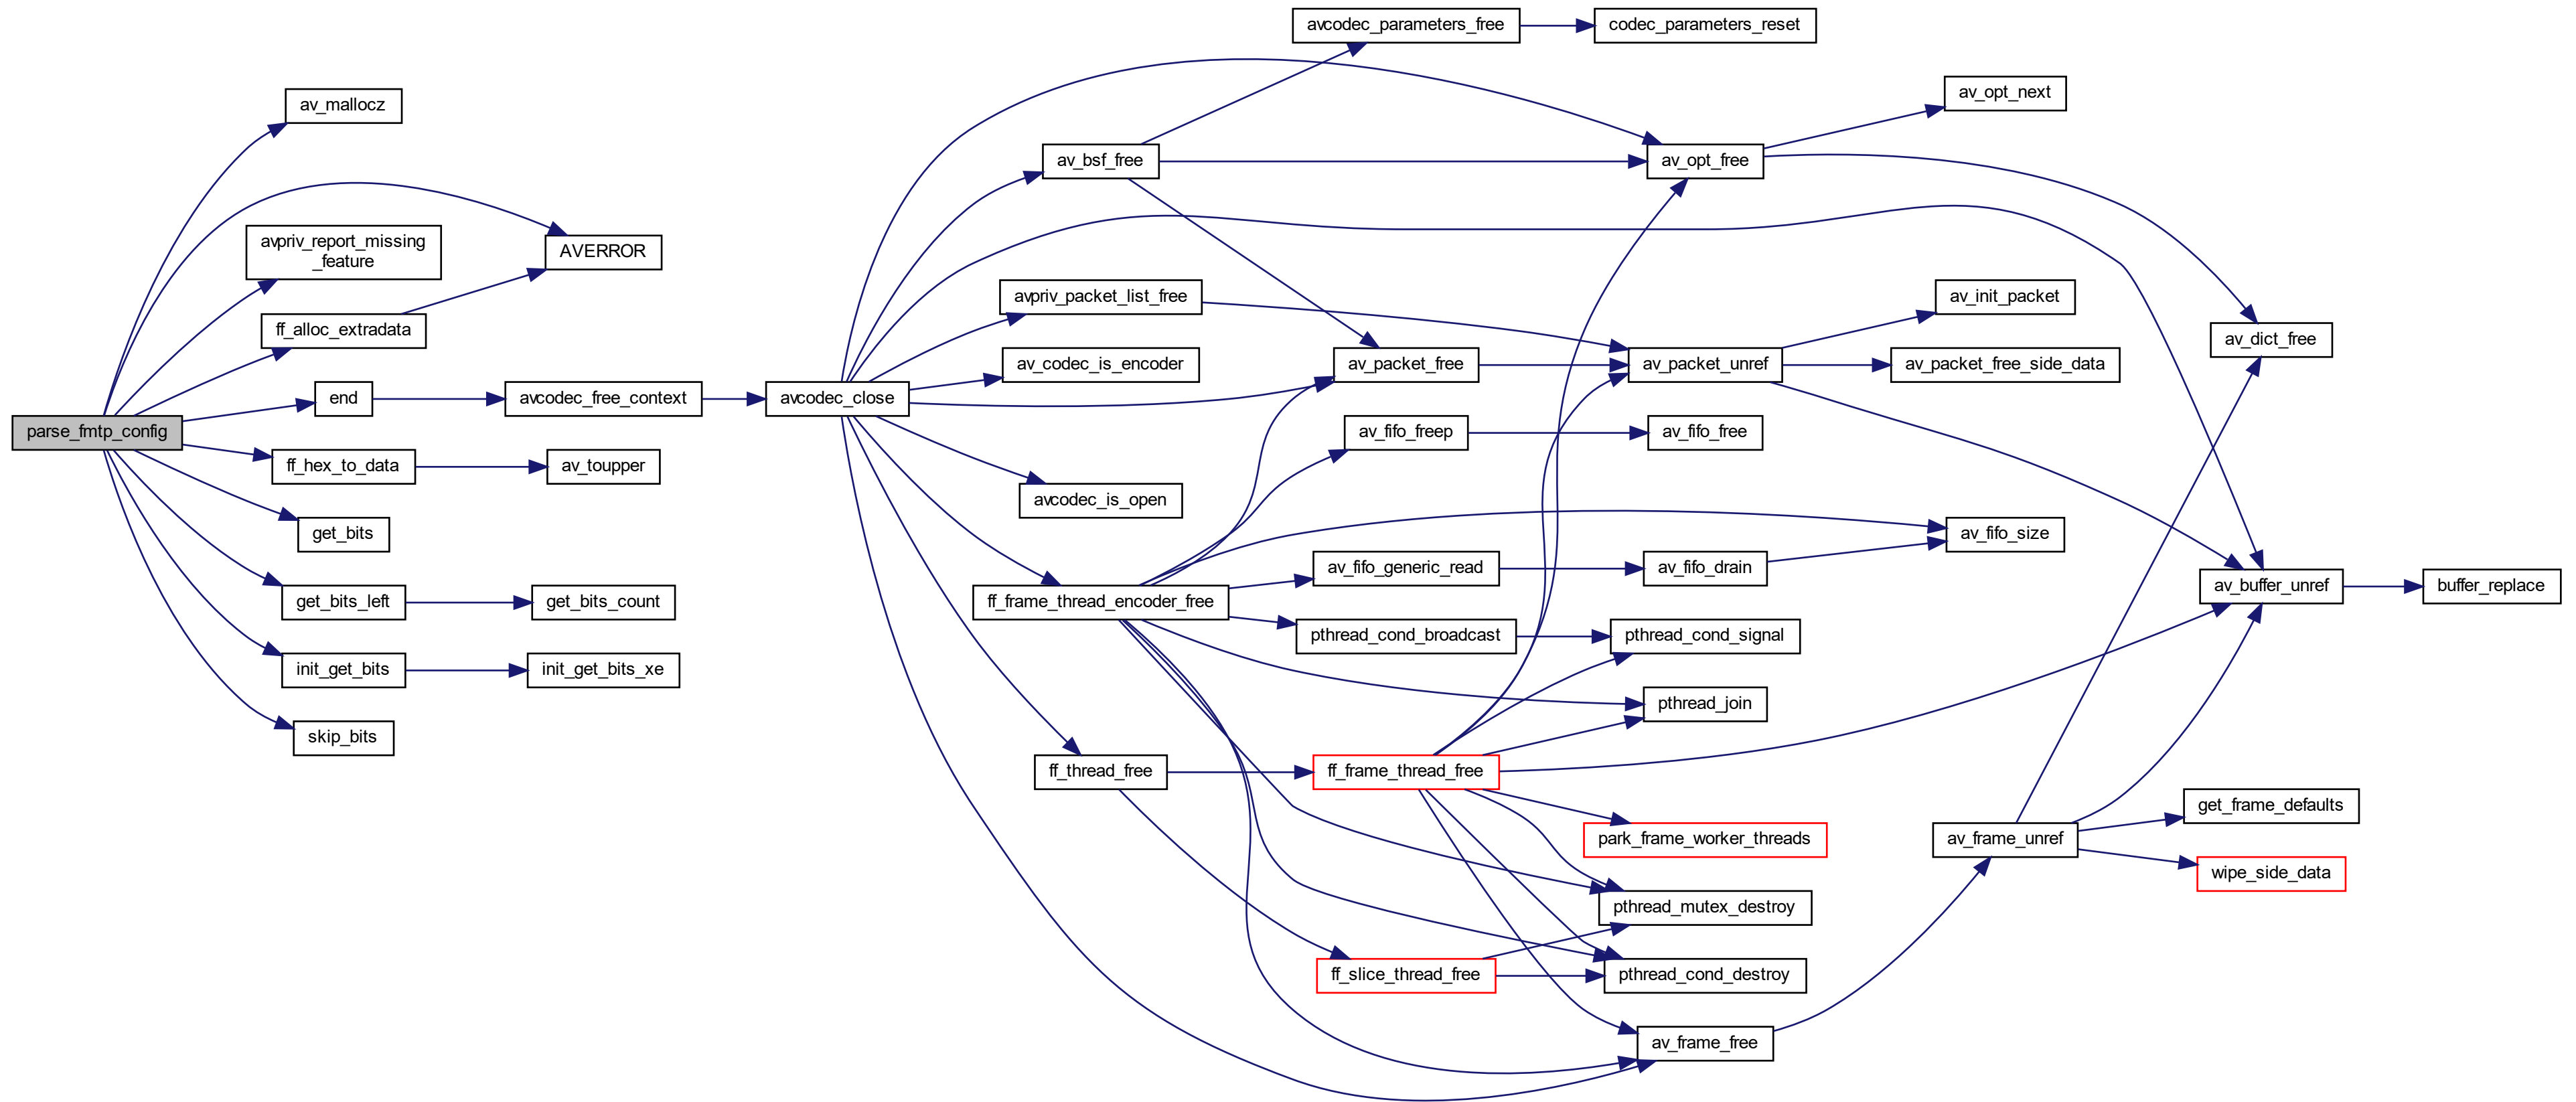 parse_fmtp_config
av_mallocz
avpriv_report_missing
_feature
ff_alloc_extradata
end
ff_hex_to_data
get_bits
get_bits_left
init_get_bits
skip_bits
AVERROR
avcodec_free_context
av_toupper
get_bits_count
init_get_bits_xe
avcodec_close
av_bsf_free
avpriv_packet_list_free
av_codec_is_encoder
avcodec_is_open
ff_frame_thread_encoder_free
ff_thread_free
avcodec_parameters_free
av_packet_free
av_fifo_freep
av_fifo_generic_read
pthread_cond_broadcast
ff_frame_thread_free
ff_slice_thread_free
codec_parameters_reset
av_opt_free
av_packet_unref
av_fifo_free
av_fifo_drain
pthread_cond_signal
pthread_join
park_frame_worker_threads
pthread_mutex_destroy
pthread_cond_destroy
av_frame_free
av_opt_next
av_init_packet
av_packet_free_side_data
av_fifo_size
av_frame_unref
av_dict_free
av_buffer_unref
get_frame_defaults
wipe_side_data
buffer_replace